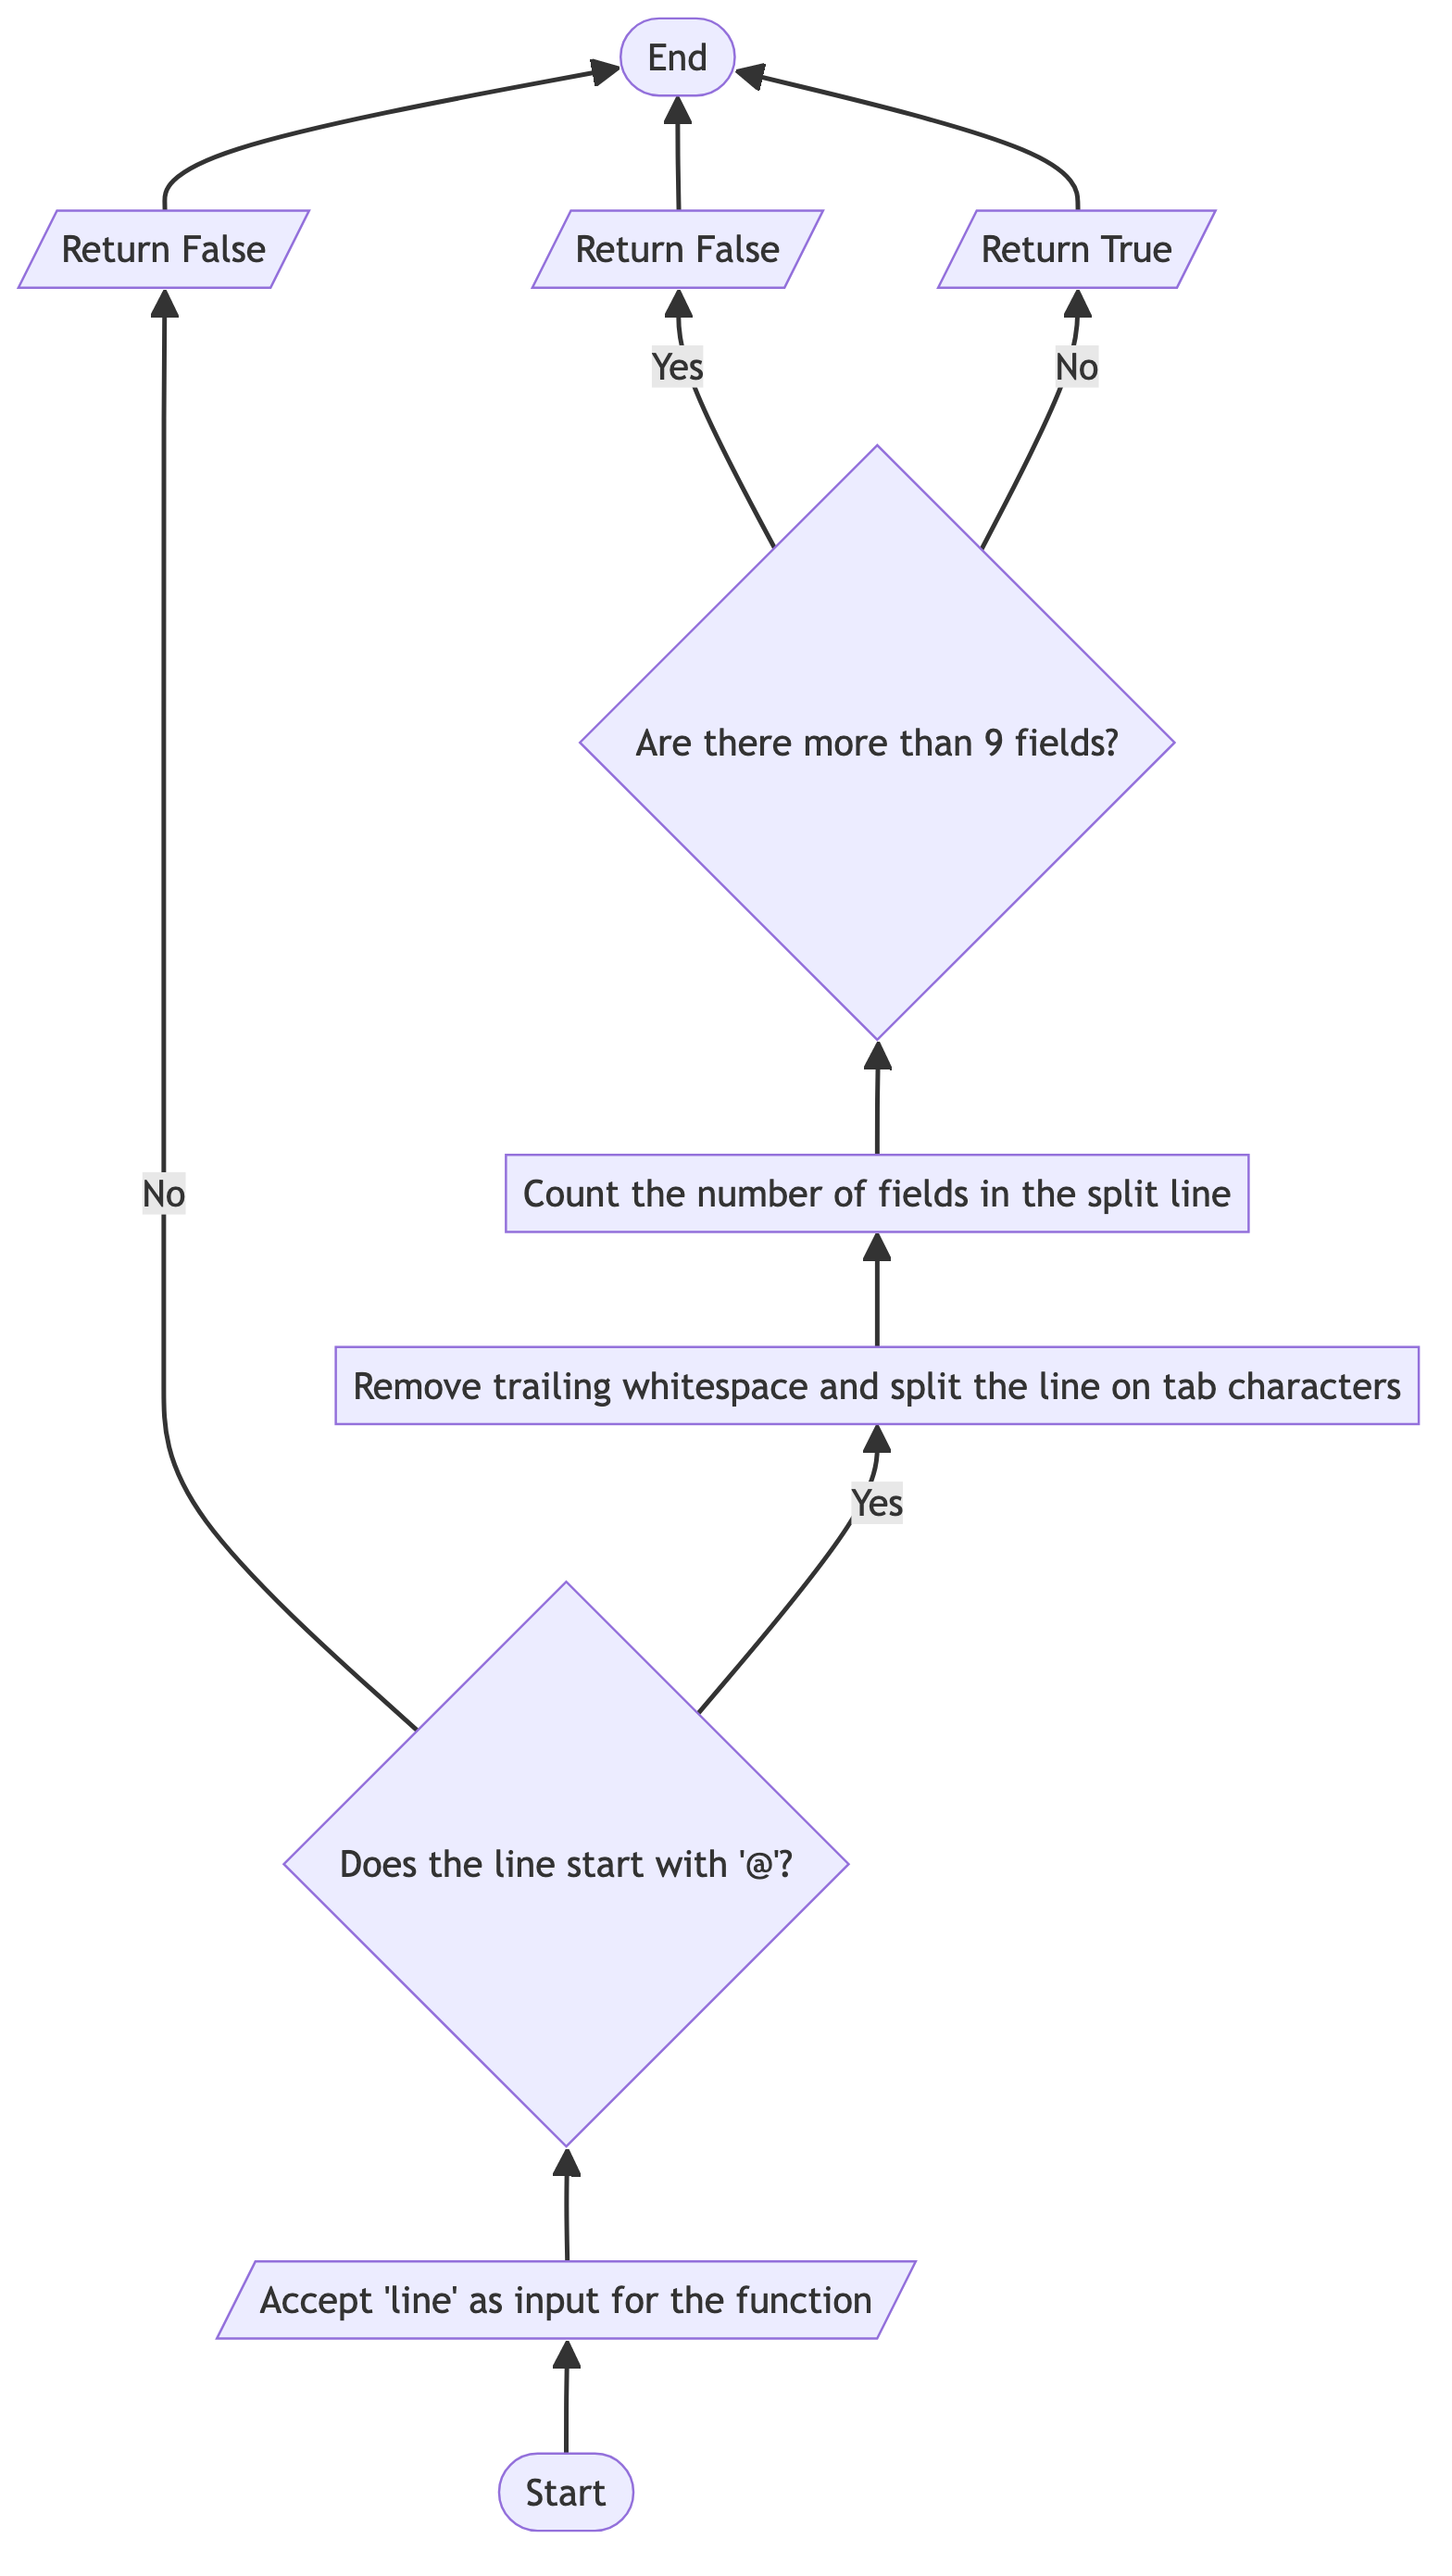 End
Return False
Return False
Return True
Yes
No
Are there more than 9 fields?
No
Count the number of fields in the split line
Remove trailing whitespace and split the line on tab characters
Yes
Does the line start with '@'?
Accept 'line' as input for the function
Start